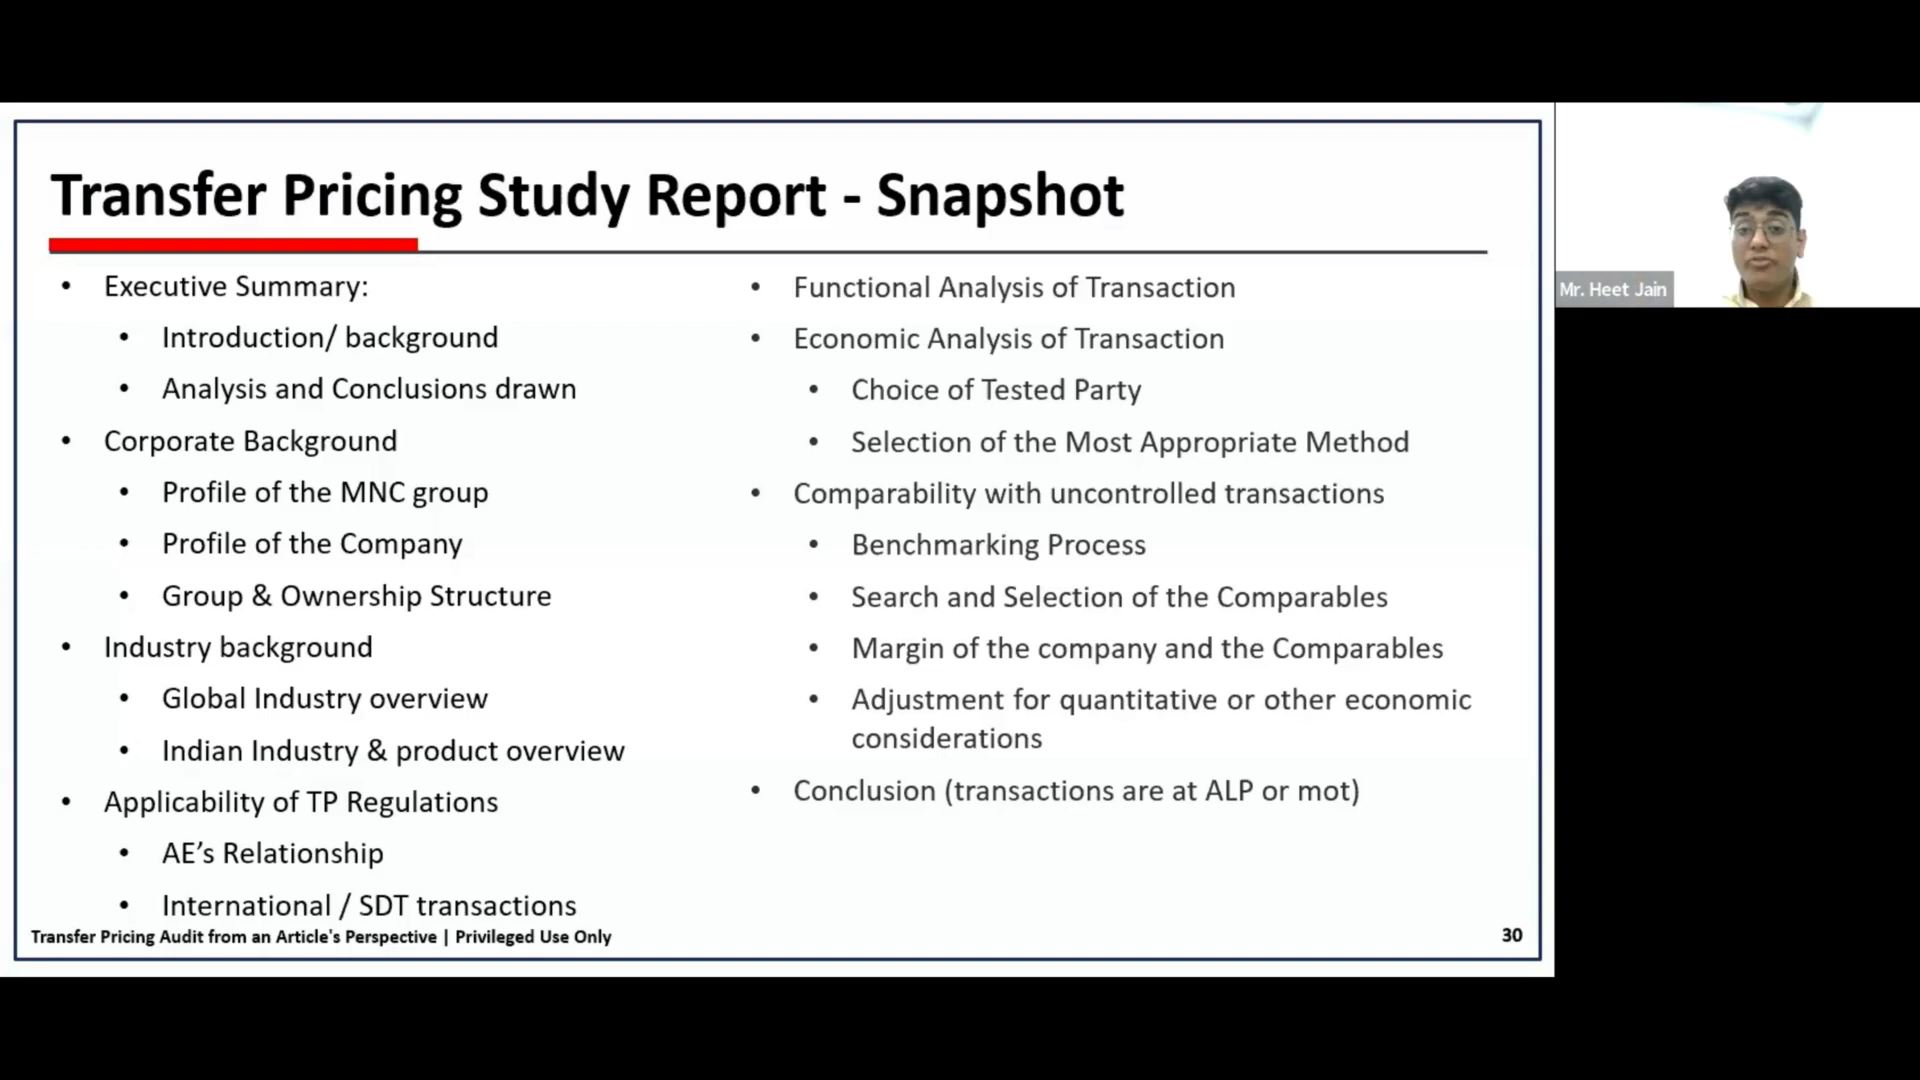 Transfer Pricing Study Report - Snapshot
• Executive Summary:
• Introduction/ background
• Analysis and Conclusions drawn
• Corporate Background
• Profile of the MNC group
• Profile of the Company
• Group & Ownership Structure
• Industry background
• Global Industry overview
• Indian Industry & product overview
• Applicability of TP Regulations
• AE’s Relationship
• International / SDT transactions
• Functional Analysis of Transaction
• Economic Analysis of Transaction
• Choice of Tested Party
• Selection of the Most Appropriate Method
• Comparability with uncontrolled transactions
• Benchmarking Process
• Search and Selection of the Comparables
• Margin of the company and the Comparables
• Adjustment for quantitative or other economic
considerations
• Conclusion (transactions are at ALP or mot)
Transfer Pricing Audit from an Article's Perspective | Privileged Use Only
30
Mr. Heet Jain